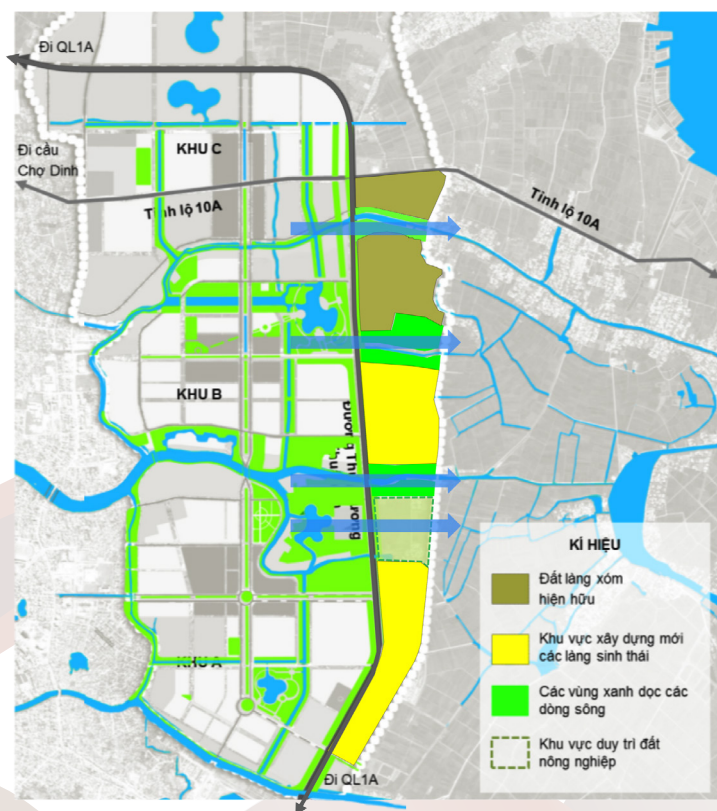 Đi QL1A
KHU C
Đi cầu
Chợ Dinh
Tỉnh lộ 10A
Tỉnh lộ 10A
KHU B
KHU A
KÍ HIỆU
Đất làng xóm
hiện hữu
Khu vực xây dựng mới
các làng sinh thái
Các vùng xanh dọc các
dòng sông
Khu vực duy trì đất
nông nghiệp
Đi QL1A